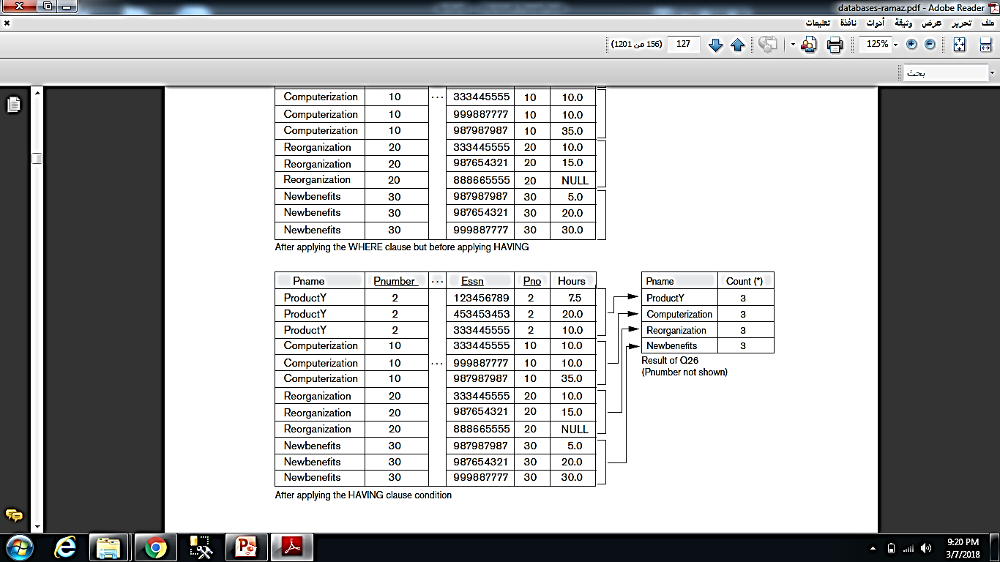 databases-ramaz.pdf - Adobe Reader
ملف تحرير عرض وثيقة أدوات نافذة تعليمات
127 (156 من 1201) 125%
بحث
Computerization 10 ... 333445555 10 10.0
Computerization 10 999887777 10 10.0
Computerization 10 987987987 10 35.0
Reorganization 20 333445555 20 10.0
Reorganization 20 987654321 20 15.0
Reorganization 20 888665555 20 NULL
Newbenefits 30 987987987 30 5.0
Newbenefits 30 987654321 30 20.0
Newbenefits 30 999887777 30 30.0
After applying the WHERE clause but before applying HAVING
Pname Pnumber ... Essn Pno Hours
ProductY 2 123456789 2 7.5
ProductY 2 453453453 2 20.0
ProductY 2 333445555 2 10.0
Computerization 10 333445555 10 10.0
Computerization 10 ... 999887777 10 10.0
Computerization 10 987987987 10 35.0
Reorganization 20 333445555 20 10.0
Reorganization 20 987654321 20 15.0
Reorganization 20 888665555 20 NULL
Newbenefits 30 987987987 30 5.0
Newbenefits 30 987654321 30 20.0
Newbenefits 30 999887777 30 30.0
After applying the HAVING clause condition
Pname Count (*)
ProductY 3
Computerization 3
Reorganization 3
Newbenefits 3
Result of Q26
(Pnumber not shown)
9:20 PM
3/7/2018